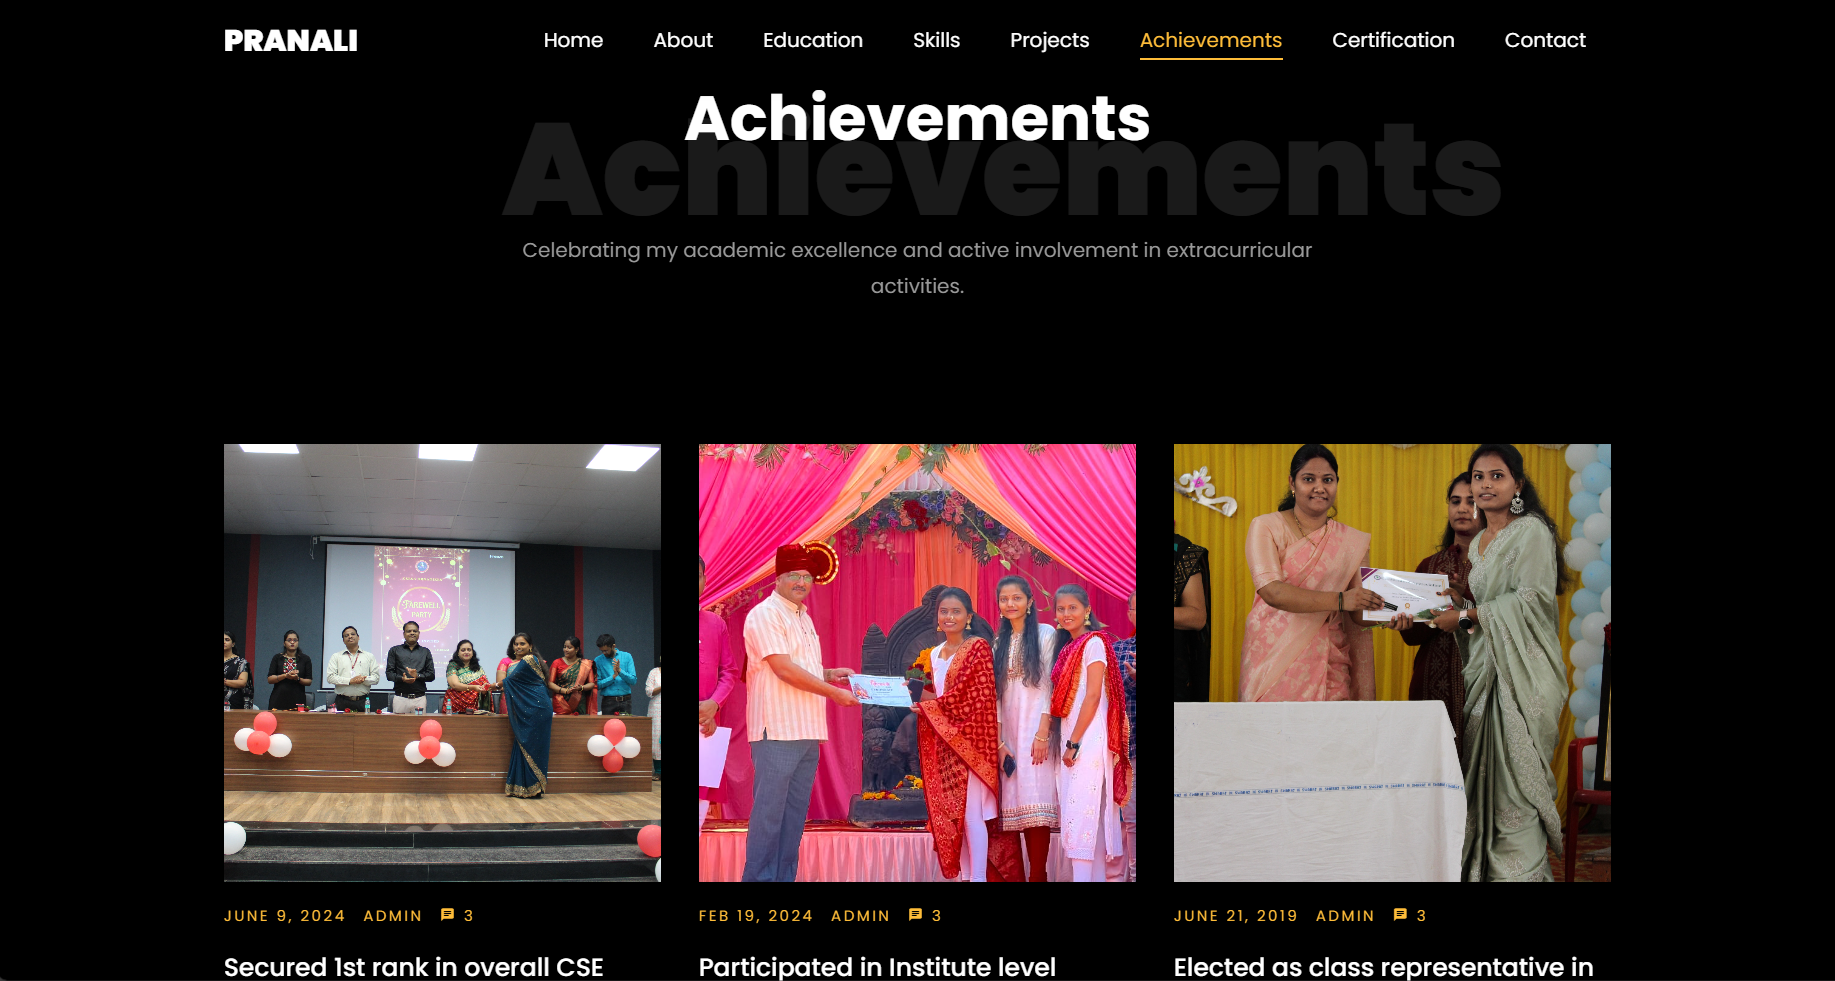 PRANALI
Home About Education Skills Projects Achievements Certification Contact
Achievements
Achievements
Celebrating my academic excellence and active involvement in extracurricular
activities.
FAREWELL
PARTY
JUNE 9, 2024 ADMIN 3
FEB 19, 2024 ADMIN 3
JUNE 21, 2019 ADMIN 3
Secured 1st rank in overall CSE
Participated in Institute level
Elected as class representative in